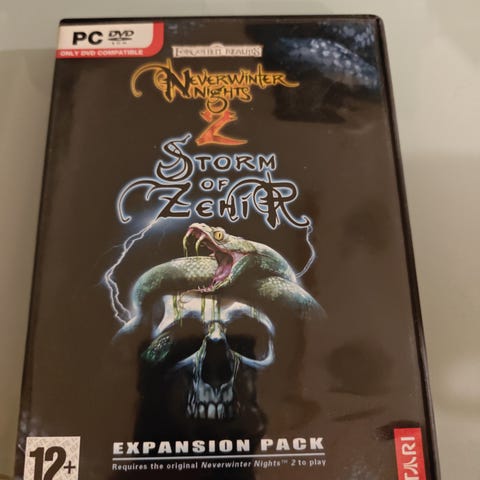 PC DVD
ROM
ONLY DVD COMPATIBLE
FORGOTTEN REALMS
NEVERWINTER
NIGHTS
2
STORM
OF
ZEHIR
EXPANSION PACK
Requires the original Neverwinter Nights™ 2 to play
12+
ATARI